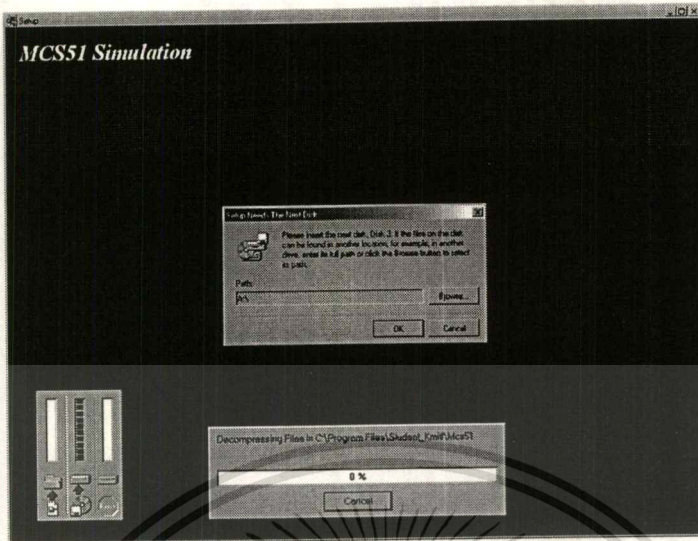 Setup
MCS51 Simulation
Setup Needs The Next Disk
Please insert the next disk, Disk 2. If the files on the disk
can be found in another location, for example, in another
drive, enter its full path or click the Browse button to select
its path.
Path:
A:\
Browse...
OK
Cancel
Decompressing Files In C:\Program Files\Student_Kmitl\Mcs51
0 %
Cancel